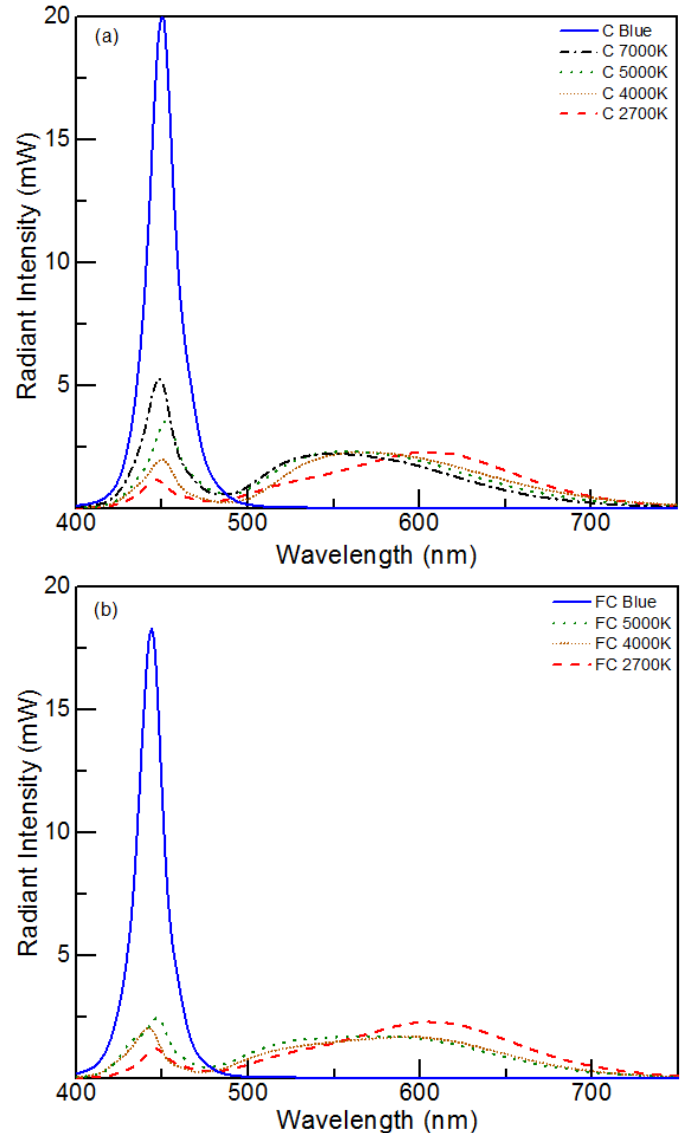 20
(a)
C Blue
C 7000K
C 5000K
C 4000K
C 2700K
15
10
5
Radiant Intensity (mW)
400 500 600 700
Wavelength (nm)
20
(b)
FC Blue
FC 5000K
FC 4000K
FC 2700K
15
10
5
Radiant Intensity (mW)
400 500 600 700
Wavelength (nm)